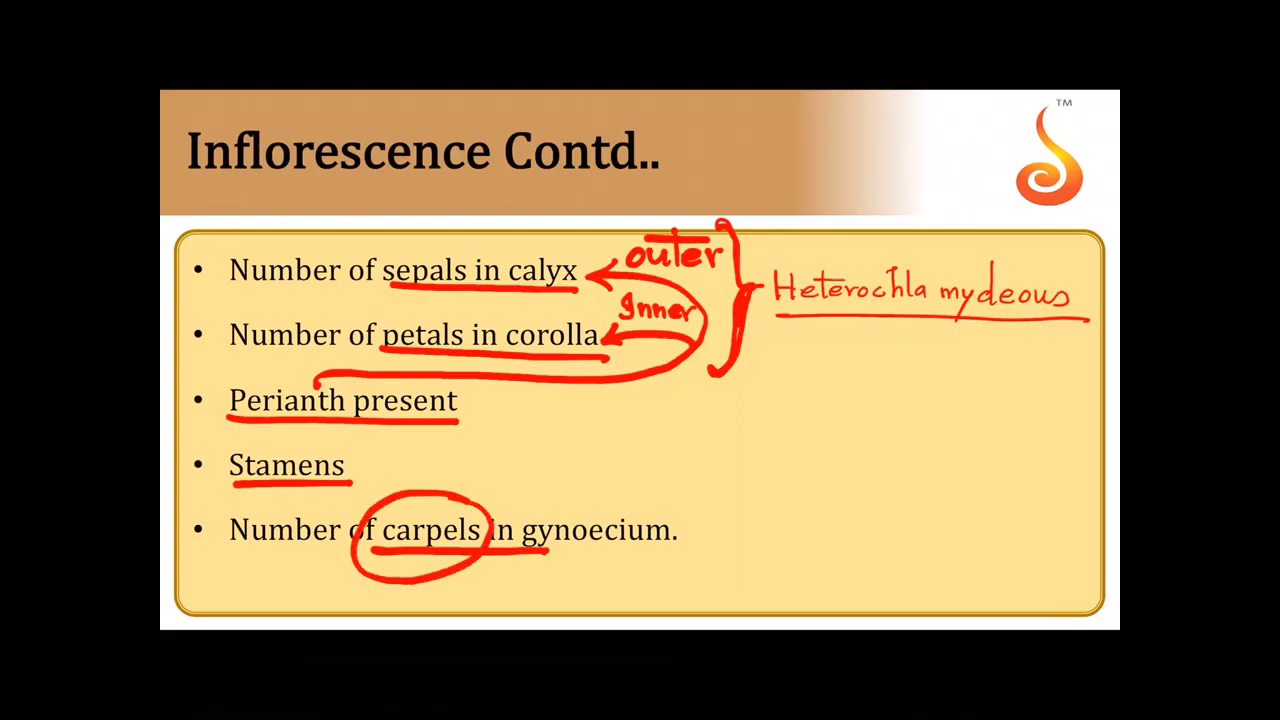 TM
Inflorescence Contd..
outer
• Number of sepals in calyx
Heterochla mydeous
Inner
• Number of petals in corolla
• Perianth present
• Stamens
• Number of carpels in gynoecium.